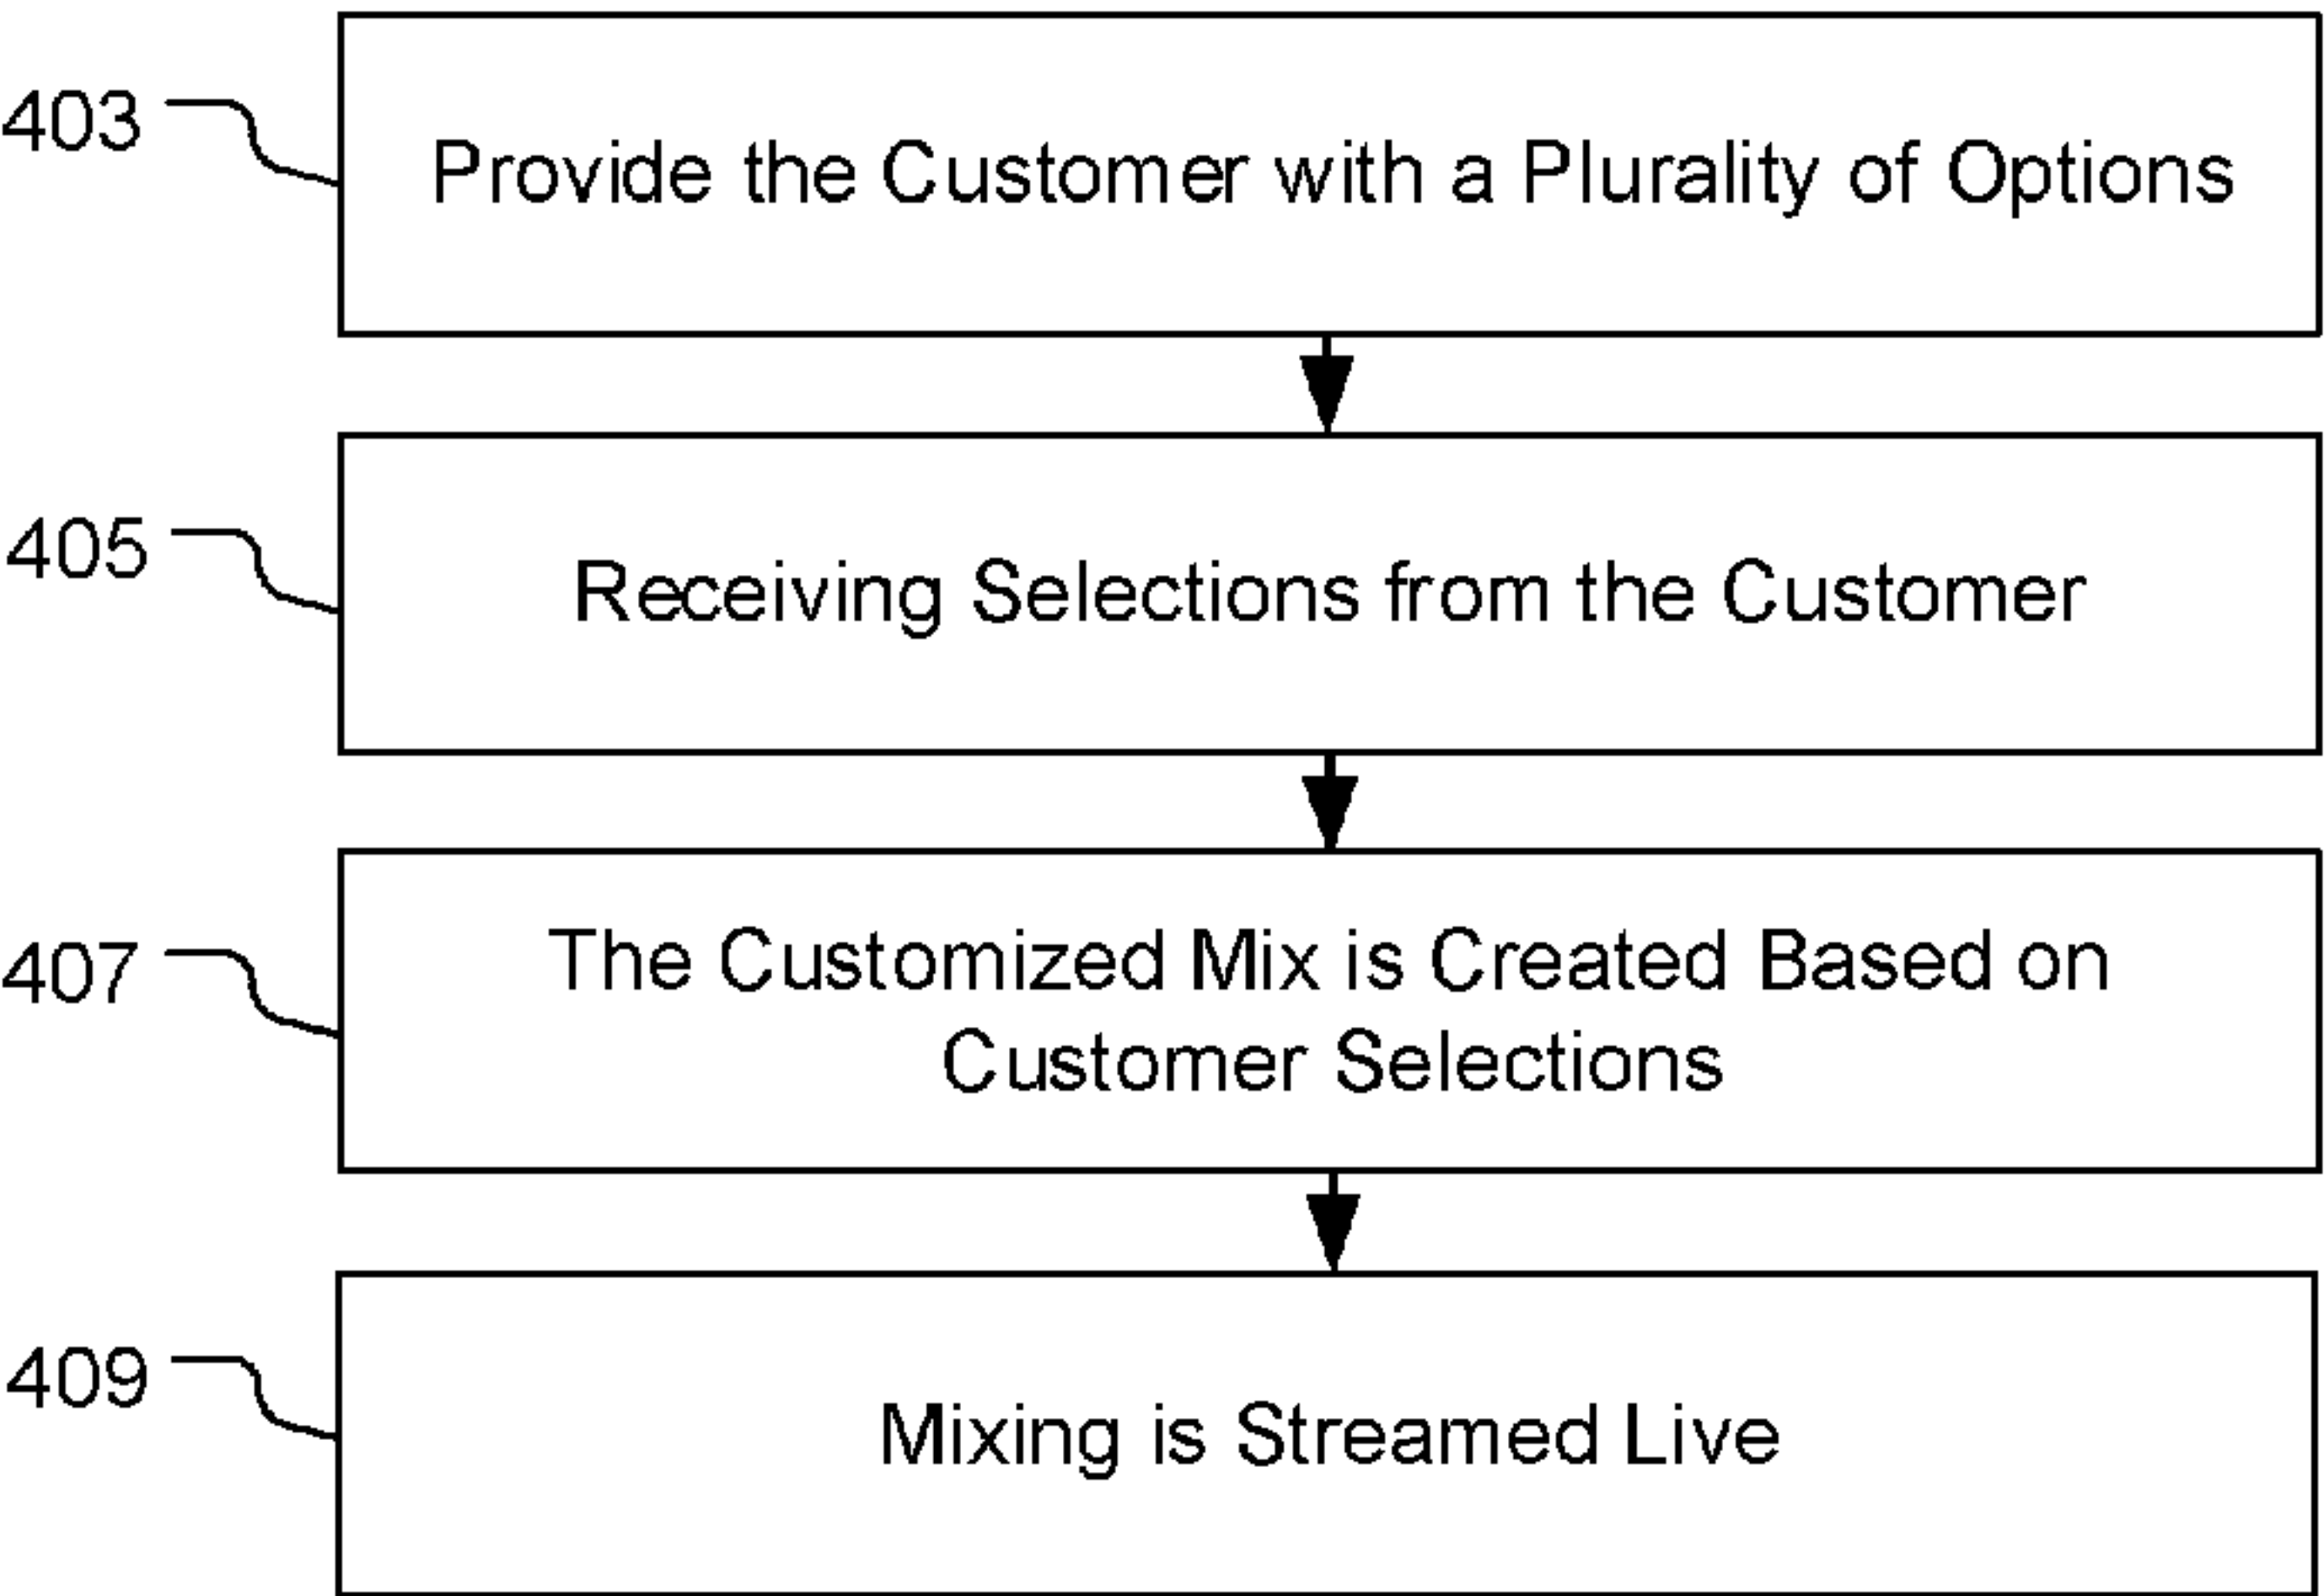 403
Provide the Customer with a Plurality of Options
405
Receiving Selections from the Customer
407
The Customized Mix is Created Based on
Customer Selections
409
Mixing is Streamed Live